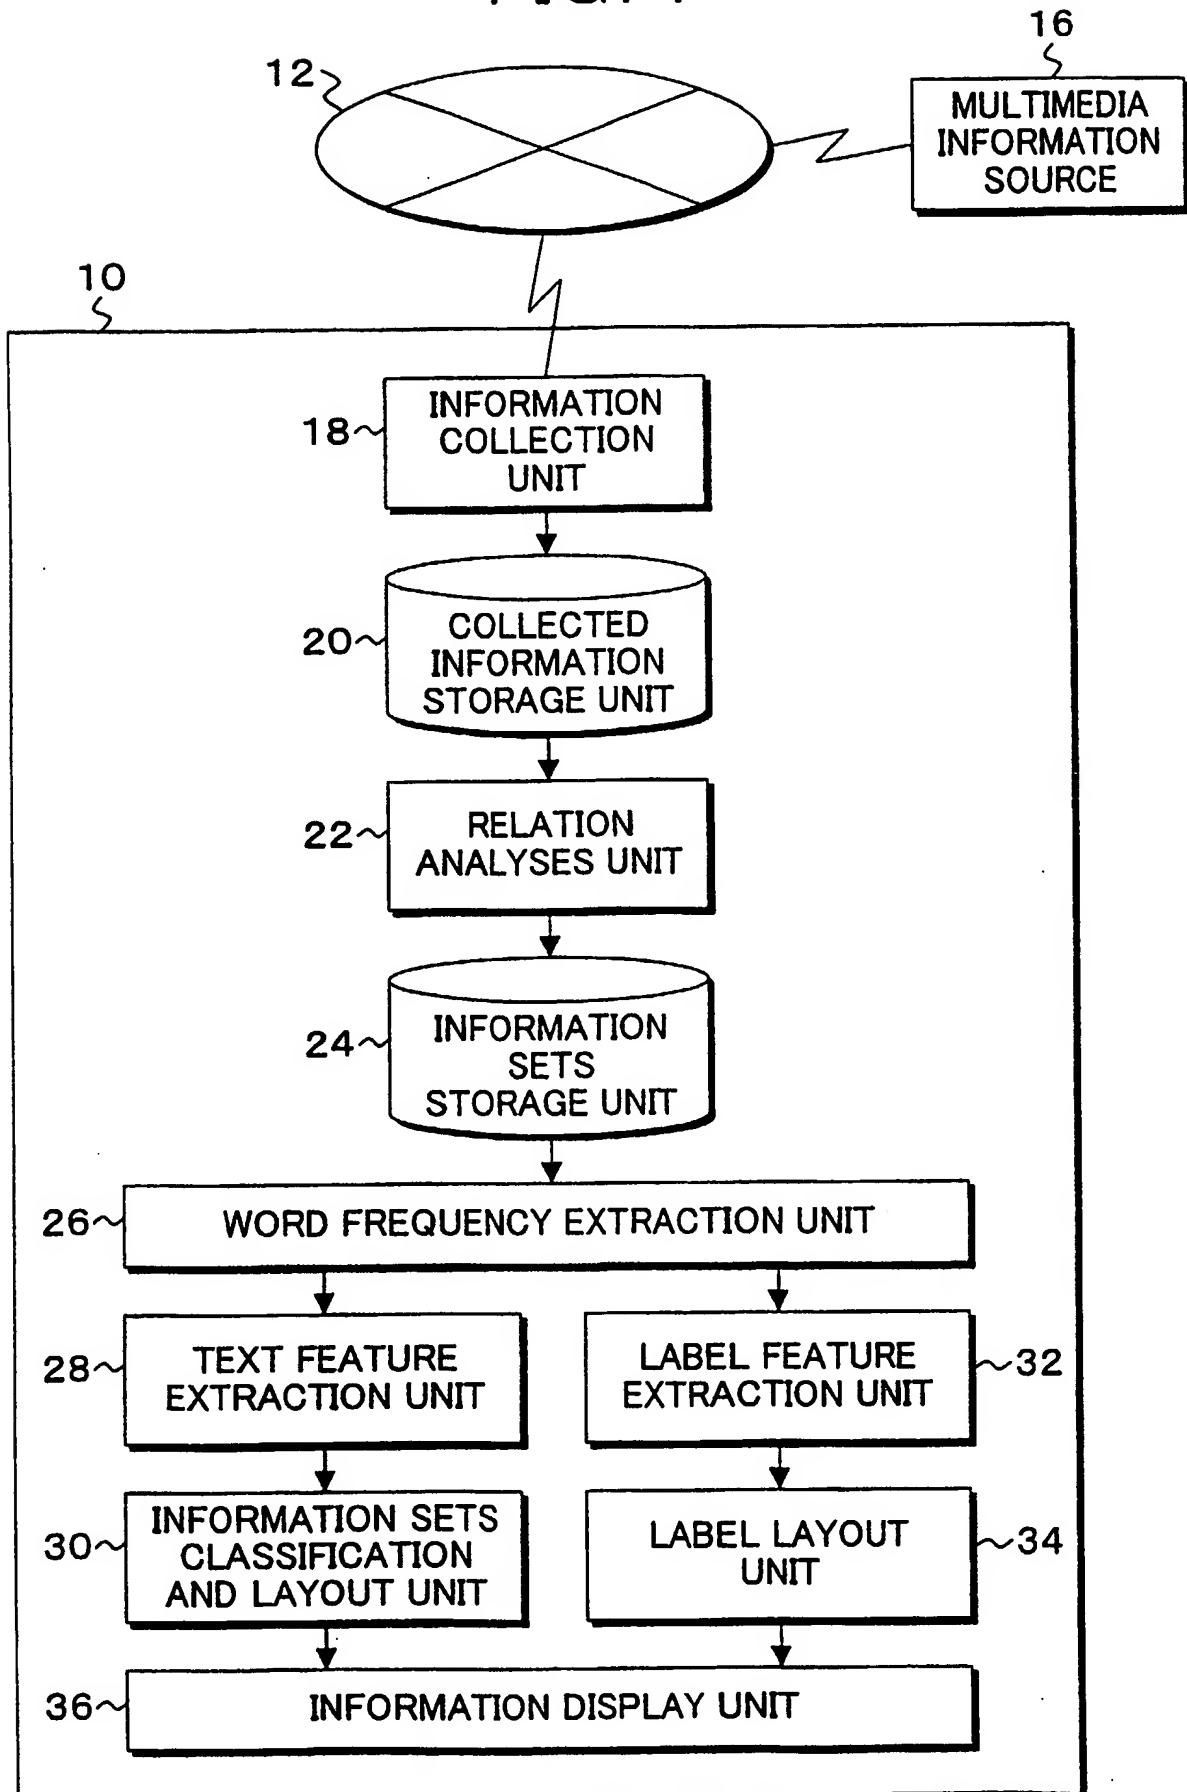 16
12
MULTIMEDIA
INFORMATION
SOURCE
10
INFORMATION
COLLECTION
UNIT
18
COLLECTED
INFORMATION
STORAGE UNIT
20
RELATION
ANALYSES UNIT
22
INFORMATION
SETS
STORAGE UNIT
24
26
WORD FREQUENCY EXTRACTION UNIT
28
TEXT FEATURE
EXTRACTION UNIT
LABEL FEATURE
EXTRACTION UNIT
32
30
INFORMATION SETS
CLASSIFICATION
AND LAYOUT UNIT
LABEL LAYOUT
UNIT
34
36
INFORMATION DISPLAY UNIT